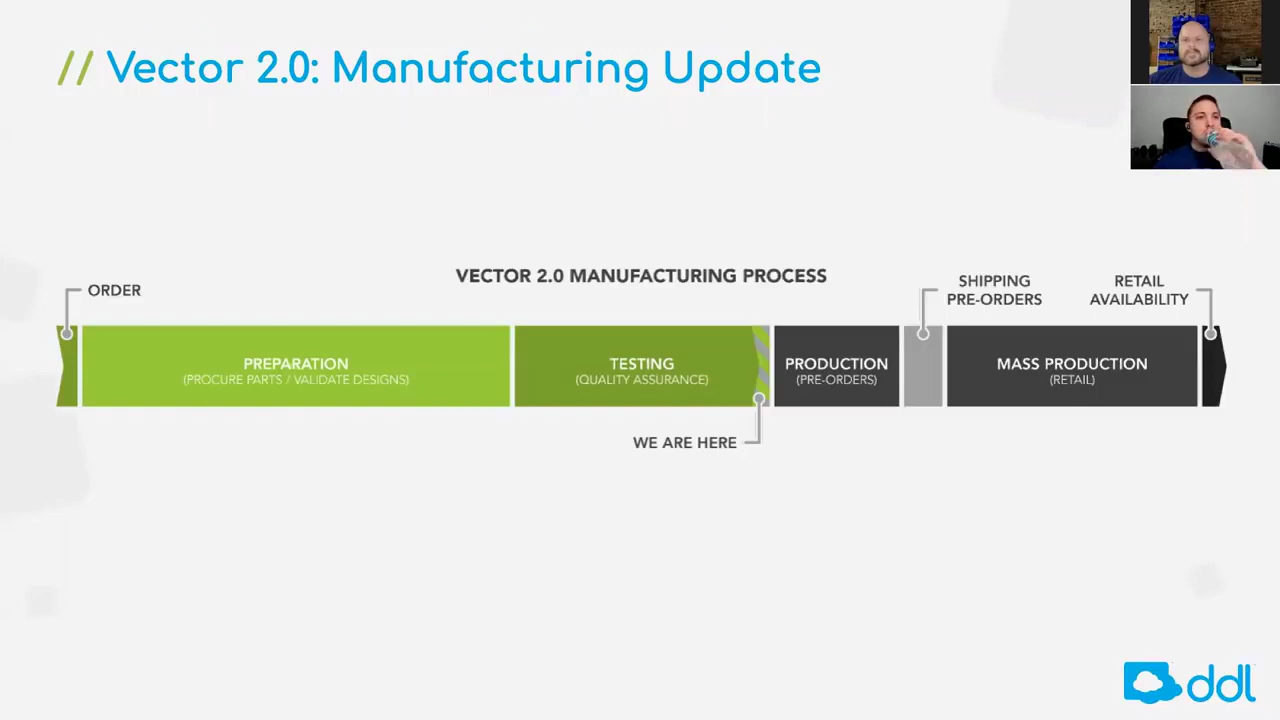 // Vector 2.0: Manufacturing Update
VECTOR 2.0 MANUFACTURING PROCESS
ORDER
SHIPPING
PRE-ORDERS
RETAIL
AVAILABILITY
PREPARATION
(PROCURE PARTS / VALIDATE DESIGNS)
TESTING
(QUALITY ASSURANCE)
PRODUCTION
(PRE-ORDERS)
MASS PRODUCTION
(RETAIL)
WE ARE HERE
ddl